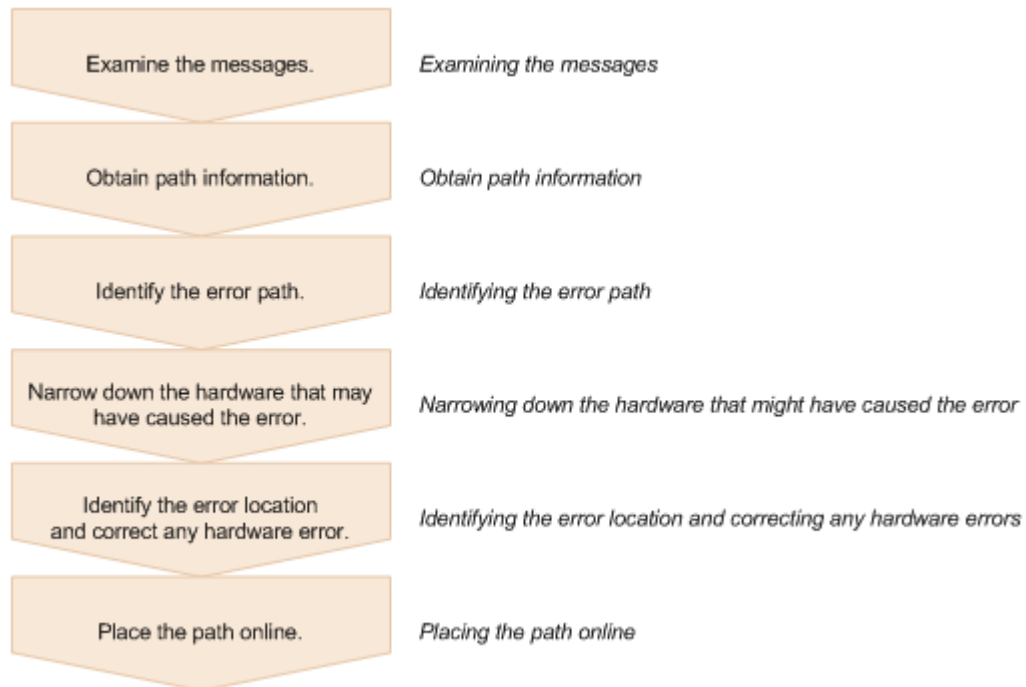 Examine the messages.
Examining the messages
Obtain path information.
Obtain path information
Identify the error path.
Identifying the error path
Narrow down the hardware that may
have caused the error.
Narrowing down the hardware that might have caused the error
Identify the error location
and correct any hardware error.
Identifying the error location and correcting any hardware errors
Place the path online.
Placing the path online